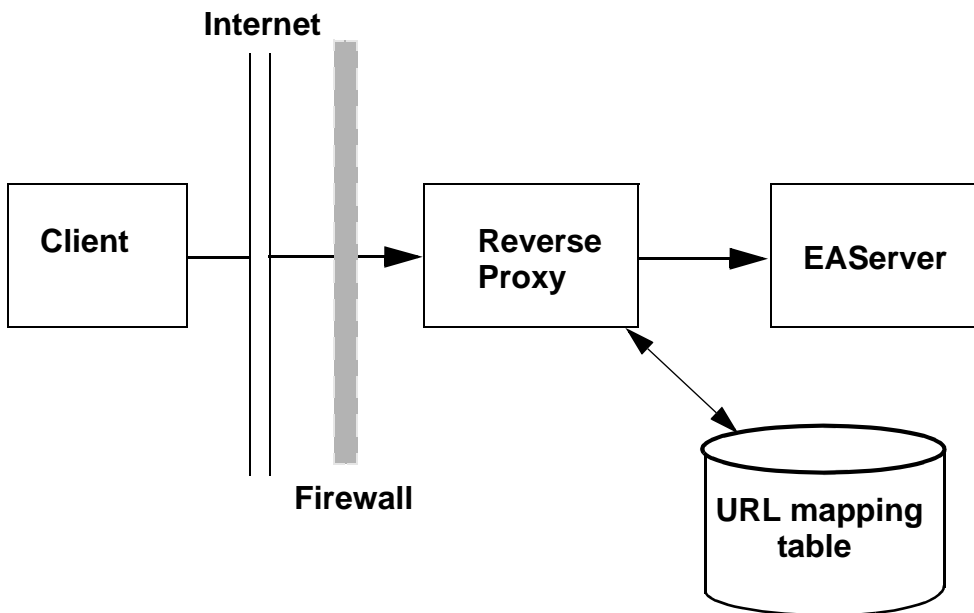 Internet
Client
Reverse
Proxy
EAServer
Firewall
URL mapping
table